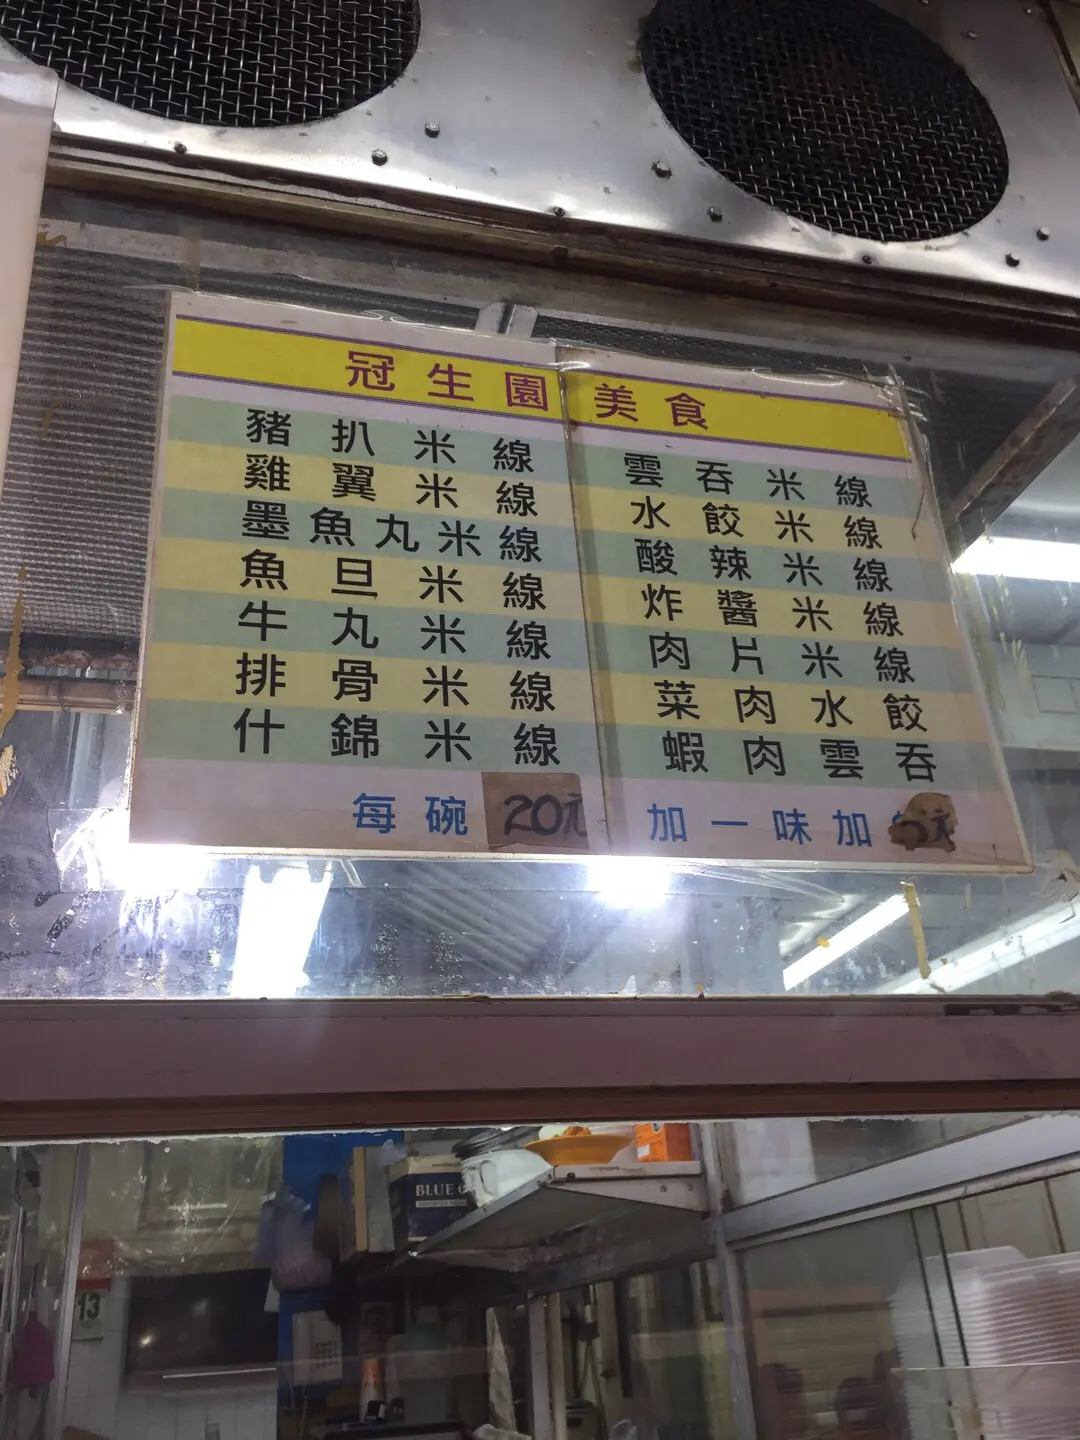 冠生園美食
豬扒米線
雞翼米線
墨魚丸米線
魚旦米線
牛丸米線
排骨米線
什錦米線
每碗 20元
雲吞米線
水餃米線
酸辣米線
炸醬米線
肉片米線
菜肉水餃
蝦肉雲吞
加一味加 5元
BLUE
13